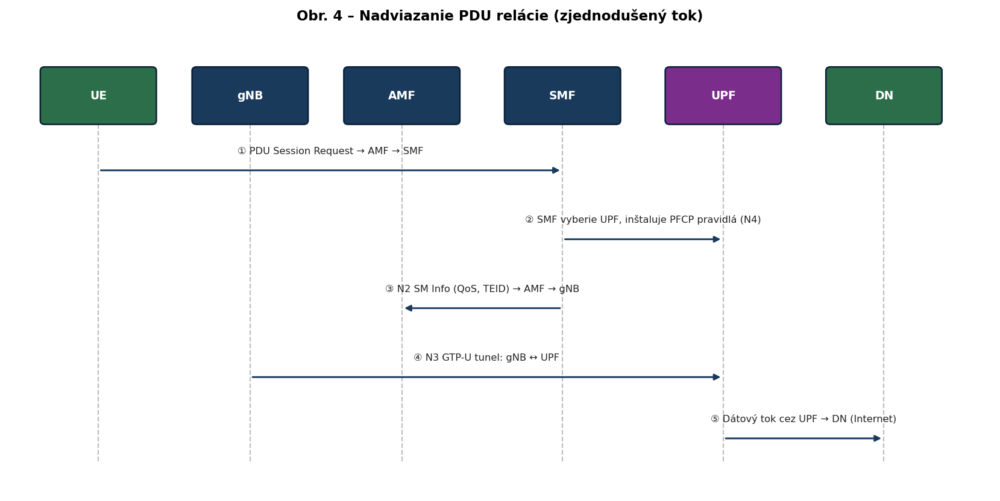 Obr. 4 – Nadviazanie PDU relácie (zjednodušený tok)
UE
gNB
AMF
SMF
UPF
DN
① PDU Session Request → AMF → SMF
② SMF vyberie UPF, inštaluje PFCP pravidlá (N4)
③ N2 SM Info (QoS, TEID) → AMF → gNB
④ N3 GTP-U tunel: gNB ↔ UPF
⑤ Dátový tok cez UPF → DN (Internet)